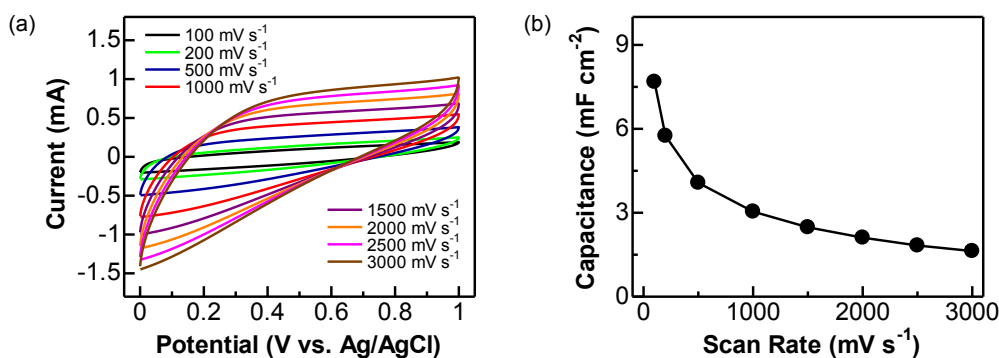 (a)
1.5
1
0.5
0
-0.5
-1
-1.5
Current (mA)
100 mV s-1
200 mV s-1
500 mV s-1
1000 mV s-1
1500 mV s-1
2000 mV s-1
2500 mV s-1
3000 mV s-1
0 0.2 0.4 0.6 0.8 1
Potential (V vs. Ag/AgCl)
(b)
9
6
3
0
Capacitance (mF cm-2)
0 1000 2000 3000
Scan Rate (mV s-1)